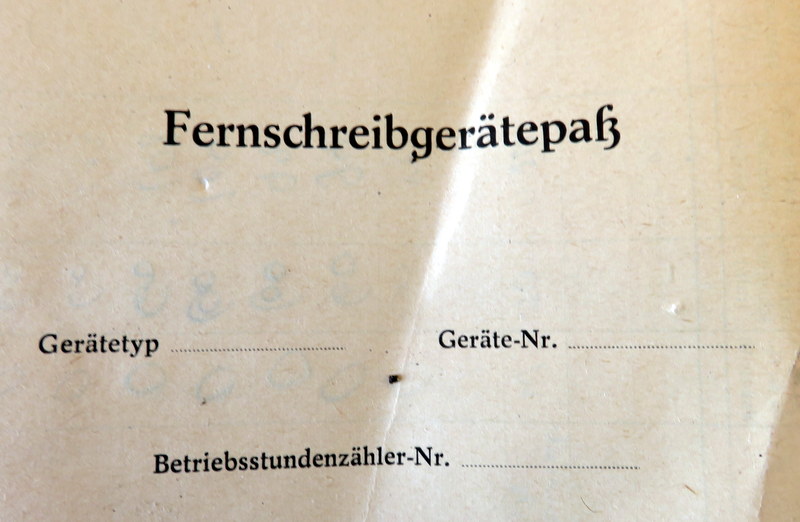 Fernschreibgerätepaß
Gerätetyp ........................ Geräte-Nr. ........................
Betriebsstundenzähler-Nr. ........................